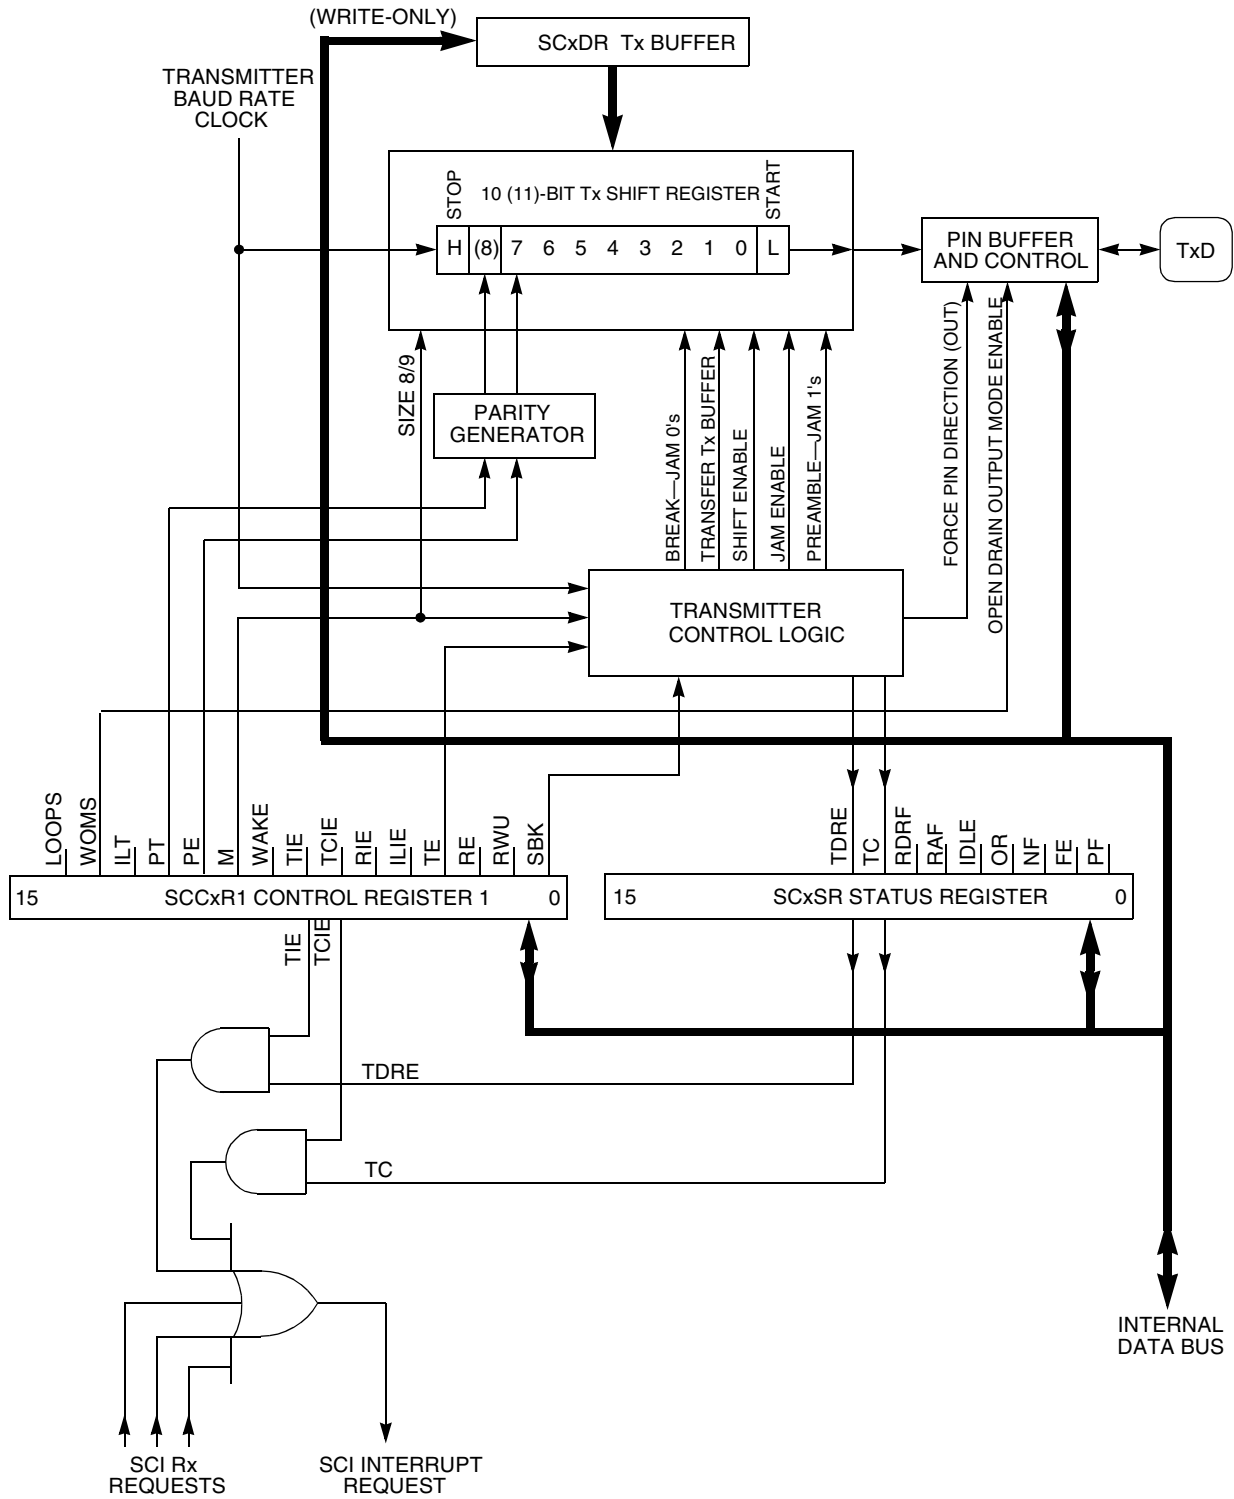 (WRITE-ONLY)
SCxDR Tx BUFFER
TRANSMITTER
BAUD RATE
CLOCK
STOP
10 (11)-BIT Tx SHIFT REGISTER
START
H (8) 7 6 5 4 3 2 1 0 L
PIN BUFFER
AND CONTROL
TxD
SIZE 8/9
PARITY
GENERATOR
BREAK—JAM 0's
TRANSFER Tx BUFFER
SHIFT ENABLE
JAM ENABLE
PREAMBLE—JAM 1's
FORCE PIN DIRECTION (OUT)
OPEN DRAIN OUTPUT MODE ENABLE
TRANSMITTER
CONTROL LOGIC
LOOPS
WOMS
ILT
PT
PE
M
WAKE
TIE
TCIE
RIE
ILIE
TE
RE
RWU
SBK
TDRE
TC
RDRF
RAF
IDLE
OR
NF
FE
PF
15 SCCxR1 CONTROL REGISTER 1 0
15 SCxSR STATUS REGISTER 0
TIE
TCIE
TDRE
TC
INTERNAL
DATA BUS
SCI Rx
REQUESTS
SCI INTERRUPT
REQUEST